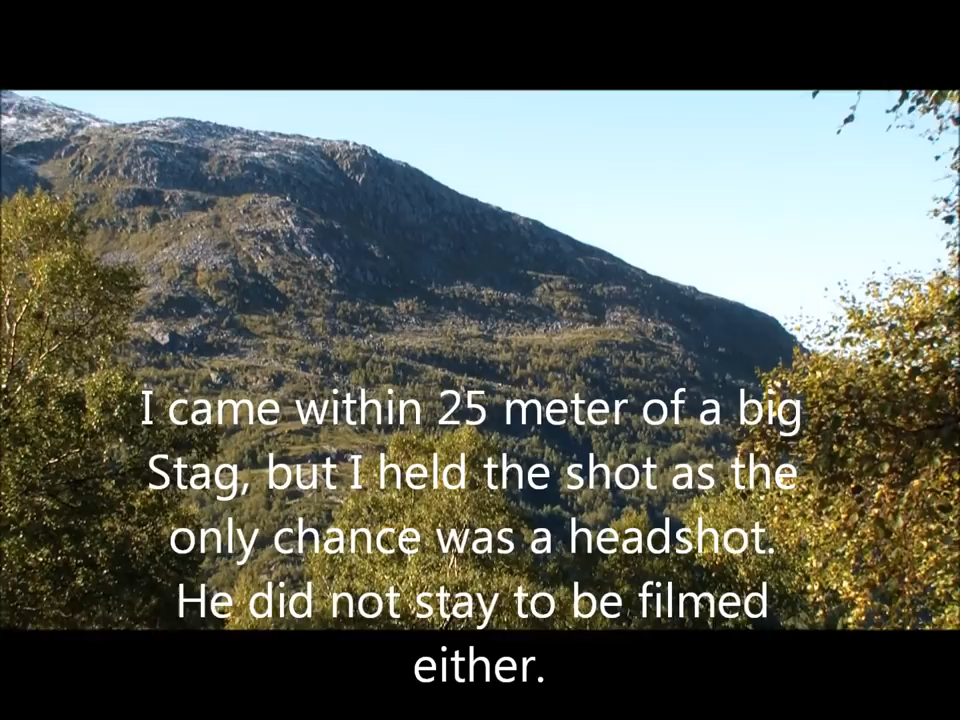 I came within 25 meter of a big
Stag, but I held the shot as the
only chance was a headshot.
He did not stay to be filmed
either.